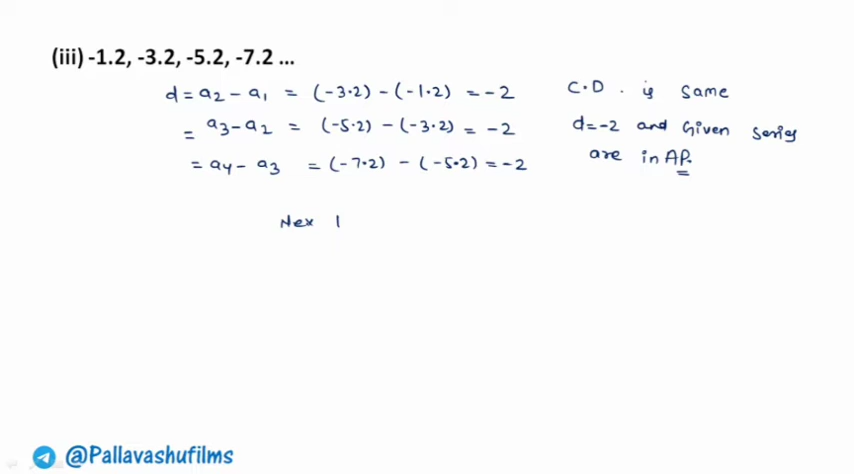 (iii) -1.2, -3.2, -5.2, -7.2 ...
d = a2 - a1 = (-3.2) - (-1.2) = -2
= a3 - a2 = (-5.2) - (-3.2) = -2
= a4 - a3 = (-7.2) - (-5.2) = -2
C.D. is same
d=-2 and Given series
are in AP.
Nex
@Pallavashufilms